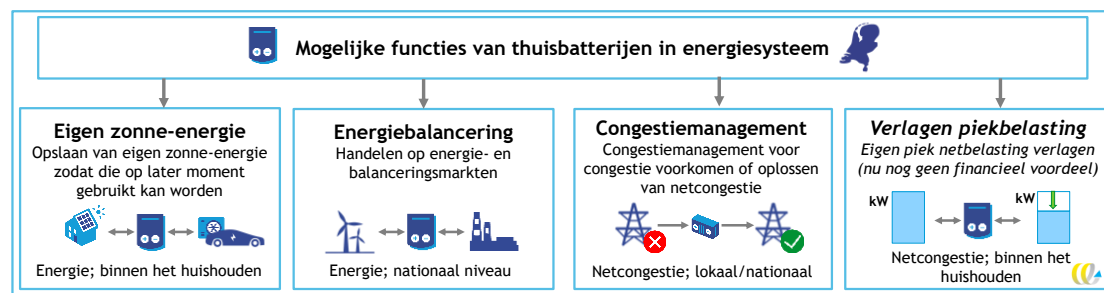 Mogelijke functies van thuisbatterijen in energiesysteem
Eigen zonne-energie
Opslaan van eigen zonne-energie
zodat die op later moment
gebruikt kan worden
Energie; binnen het huishouden
Energiebalancering
Handelen op energie- en
balanceringsmarkten
Energie; nationaal niveau
Congestiemanagement
Congestiemanagement voor
congestie voorkomen of oplossen
van netcongestie
Netcongestie; lokaal/nationaal
Verlagen piekbelasting
Eigen piek netbelasting verlagen
(nu nog geen financieel voordeel)
kW
kW
Netcongestie; binnen het
huishouden